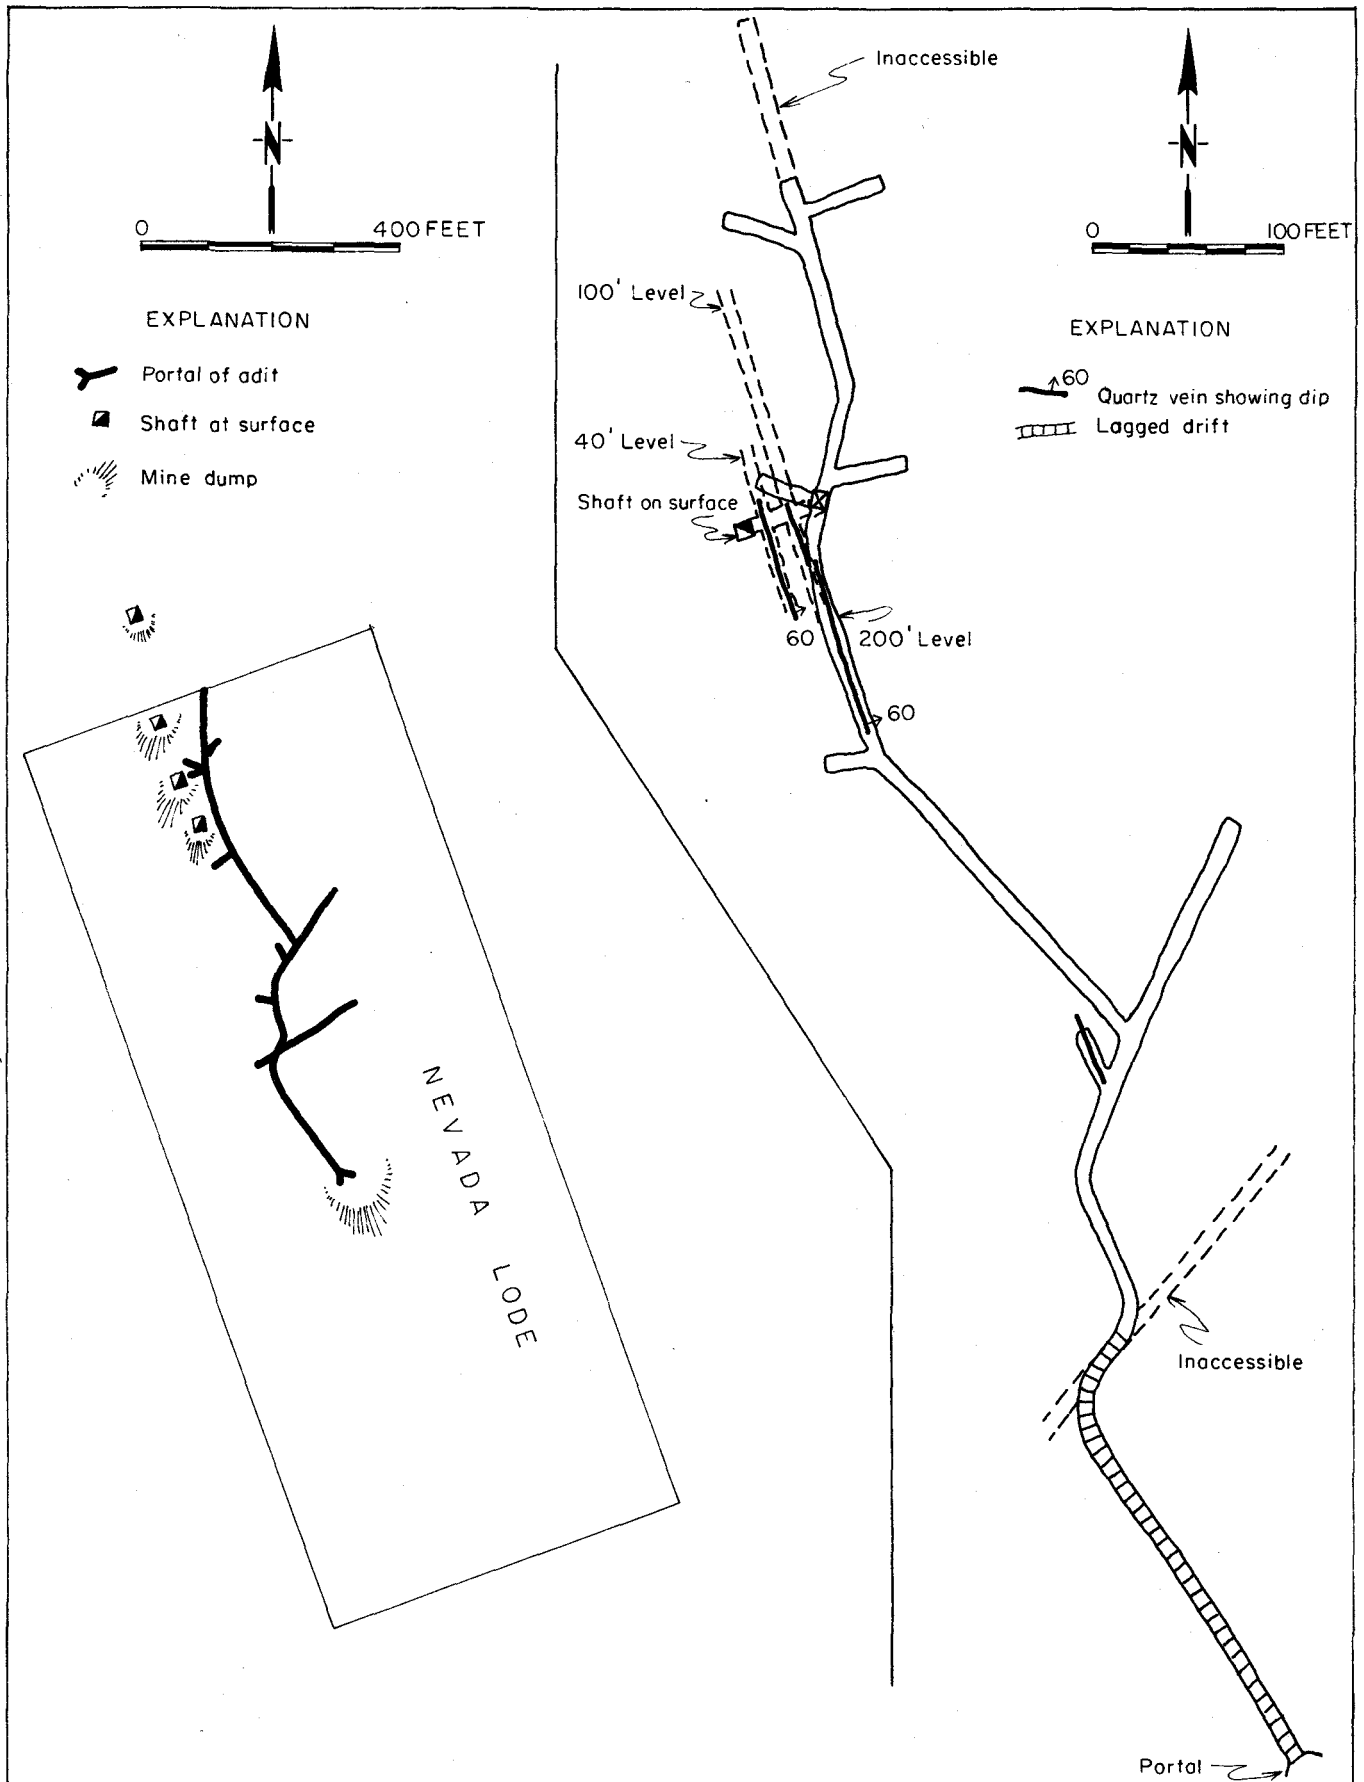 N
0 400 FEET
EXPLANATION
Portal of adit
Shaft at surface
Mine dump
NEVADA LODE
Inaccessible
N
0 100 FEET
EXPLANATION
60
Quartz vein showing dip
Lagged drift
100' Level
40' Level
Shaft on surface
60
200' Level
60
Inaccessible
Portal